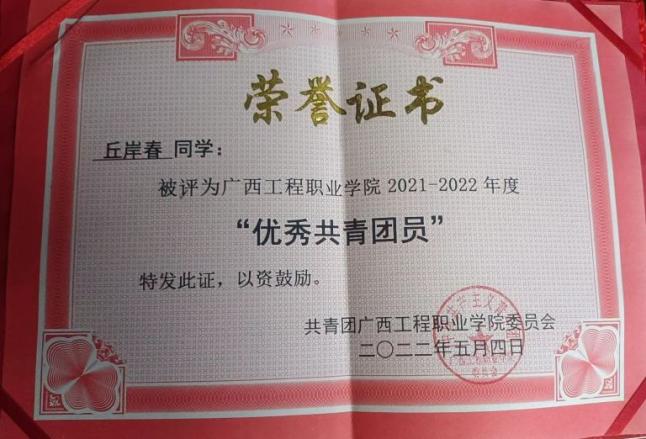 荣誉证书
丘岸春 同学：
被评为广西工程职业学院 2021-2022 年度
“优秀共青团员”
特发此证，以资鼓励。
共青团广西工程职业学院委员会
二〇二二年五月四日
委员会